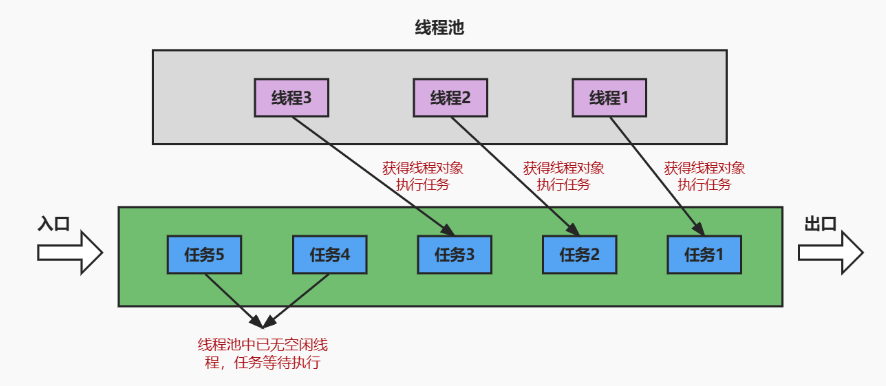 线程池
线程3
线程2
线程1
获得线程对象
执行任务
获得线程对象
执行任务
获得线程对象
执行任务
入口
出口
任务5
任务4
任务3
任务2
任务1
线程池中已无空闲线
程，任务等待执行